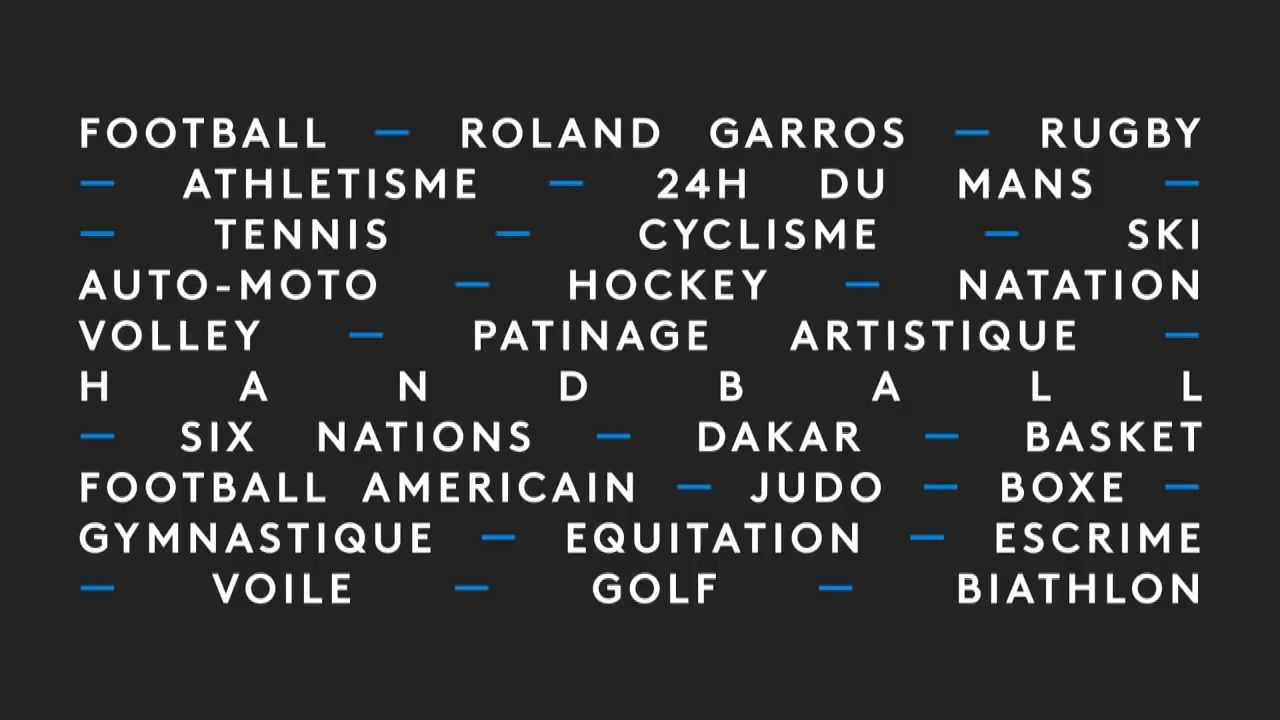 FOOTBALL — ROLAND GARROS — RUGBY
— ATHLETISME — 24H DU MANS —
— TENNIS — CYCLISME — SKI
AUTO-MOTO — HOCKEY — NATATION
VOLLEY — PATINAGE ARTISTIQUE —
H A N D B A L L
— SIX NATIONS — DAKAR — BASKET
FOOTBALL AMERICAIN — JUDO — BOXE —
GYMNASTIQUE — EQUITATION — ESCRIME
— VOILE — GOLF — BIATHLON